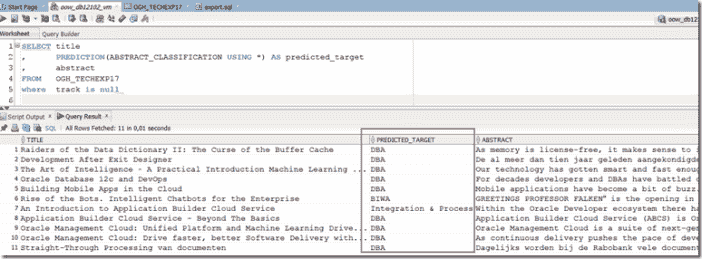 Start Page oow_db12102_vm OGH_TECHEXP17 export.sql
oow_db12102_vm
Worksheet Query Builder
1 SELECT title
2 , PREDICTION(ABSTRACT_CLASSIFICATION USING *) AS predicted_target
3 , abstract
4 FROM OGH_TECHEXP17
5 where track is null
6
Script Output Query Result
SQL All Rows Fetched: 11 in 0,01 seconds
TITLE PREDICTED_TARGET ABSTRACT
1 Raiders of the Data Dictionary II: The Curse of the Buffer Cache DBA As memory is license-free, it makes sense to
2 Development After Exit Designer DBA De al meer dan tien jaar geleden aangekondigde
3 The Art of Intelligence - A Practical Introduction Machine Learning ... DBA Our technology has gotten smart and fast enoug
4 Oracle Database 12c and DevOps DBA For decades developers and DBAs have battled
5 Building Mobile Apps in the Cloud DBA Mobile applications have become a bit of buzz.
6 Rise of the Bots. Intelligent Chatbots for the Enterprise BIWA GREETINGS PROFESSOR FALKEN" is the opening in
7 An Introduction to Application Builder Cloud Service Integration & Process Within the Oracle Developer ecosystem there ha
8 Application Builder Cloud Service - Beyond The Basics DBA Application Builder Cloud Service (ABCS) is Or
9 Oracle Management Cloud: Unified Platform and Machine Learning Drive... DBA Oracle Management Cloud is a suite of next-gen
10 Oracle Management Cloud: Drive faster, better Software Delivery with... DBA As continuous delivery pushes the pace of deve
11 Straight-Through Processing van documenten DBA Dagelijks worden bij de Rabobank vele document